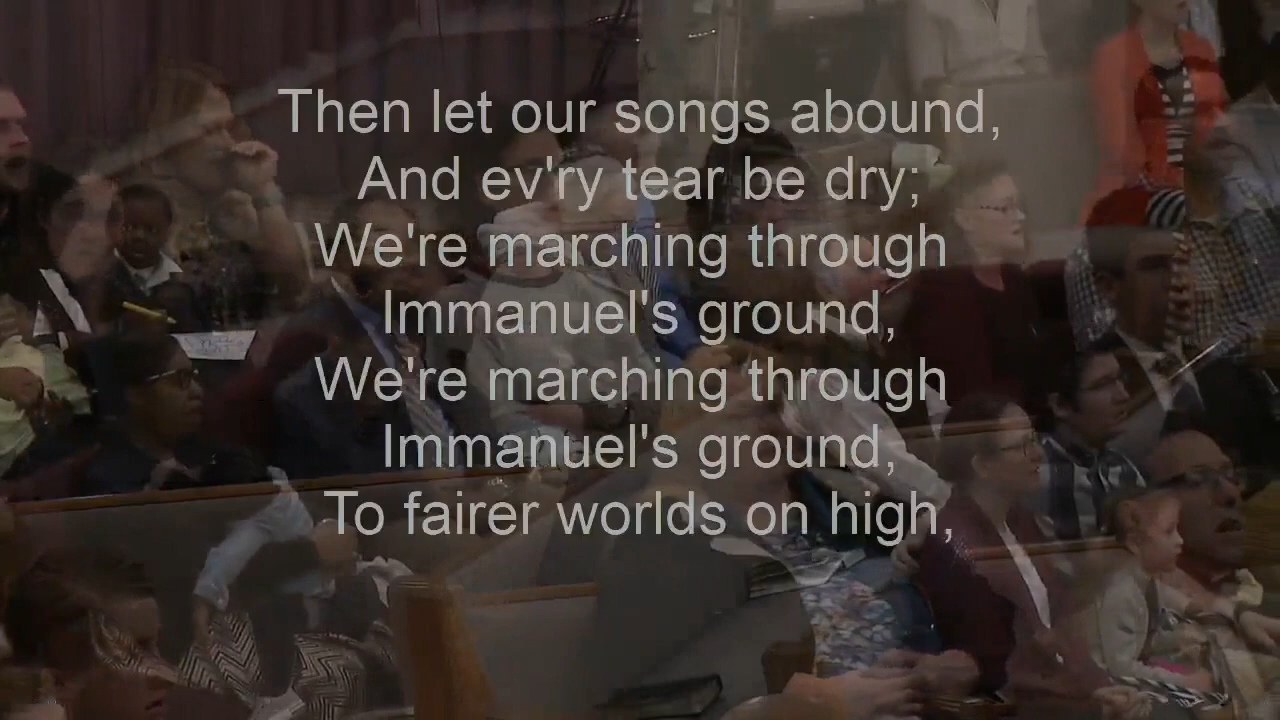 Then let our songs abound,
And ev'ry tear be dry;
We're marching through
Immanuel's ground,
We're marching through
Immanuel's ground,
To fairer worlds on high,